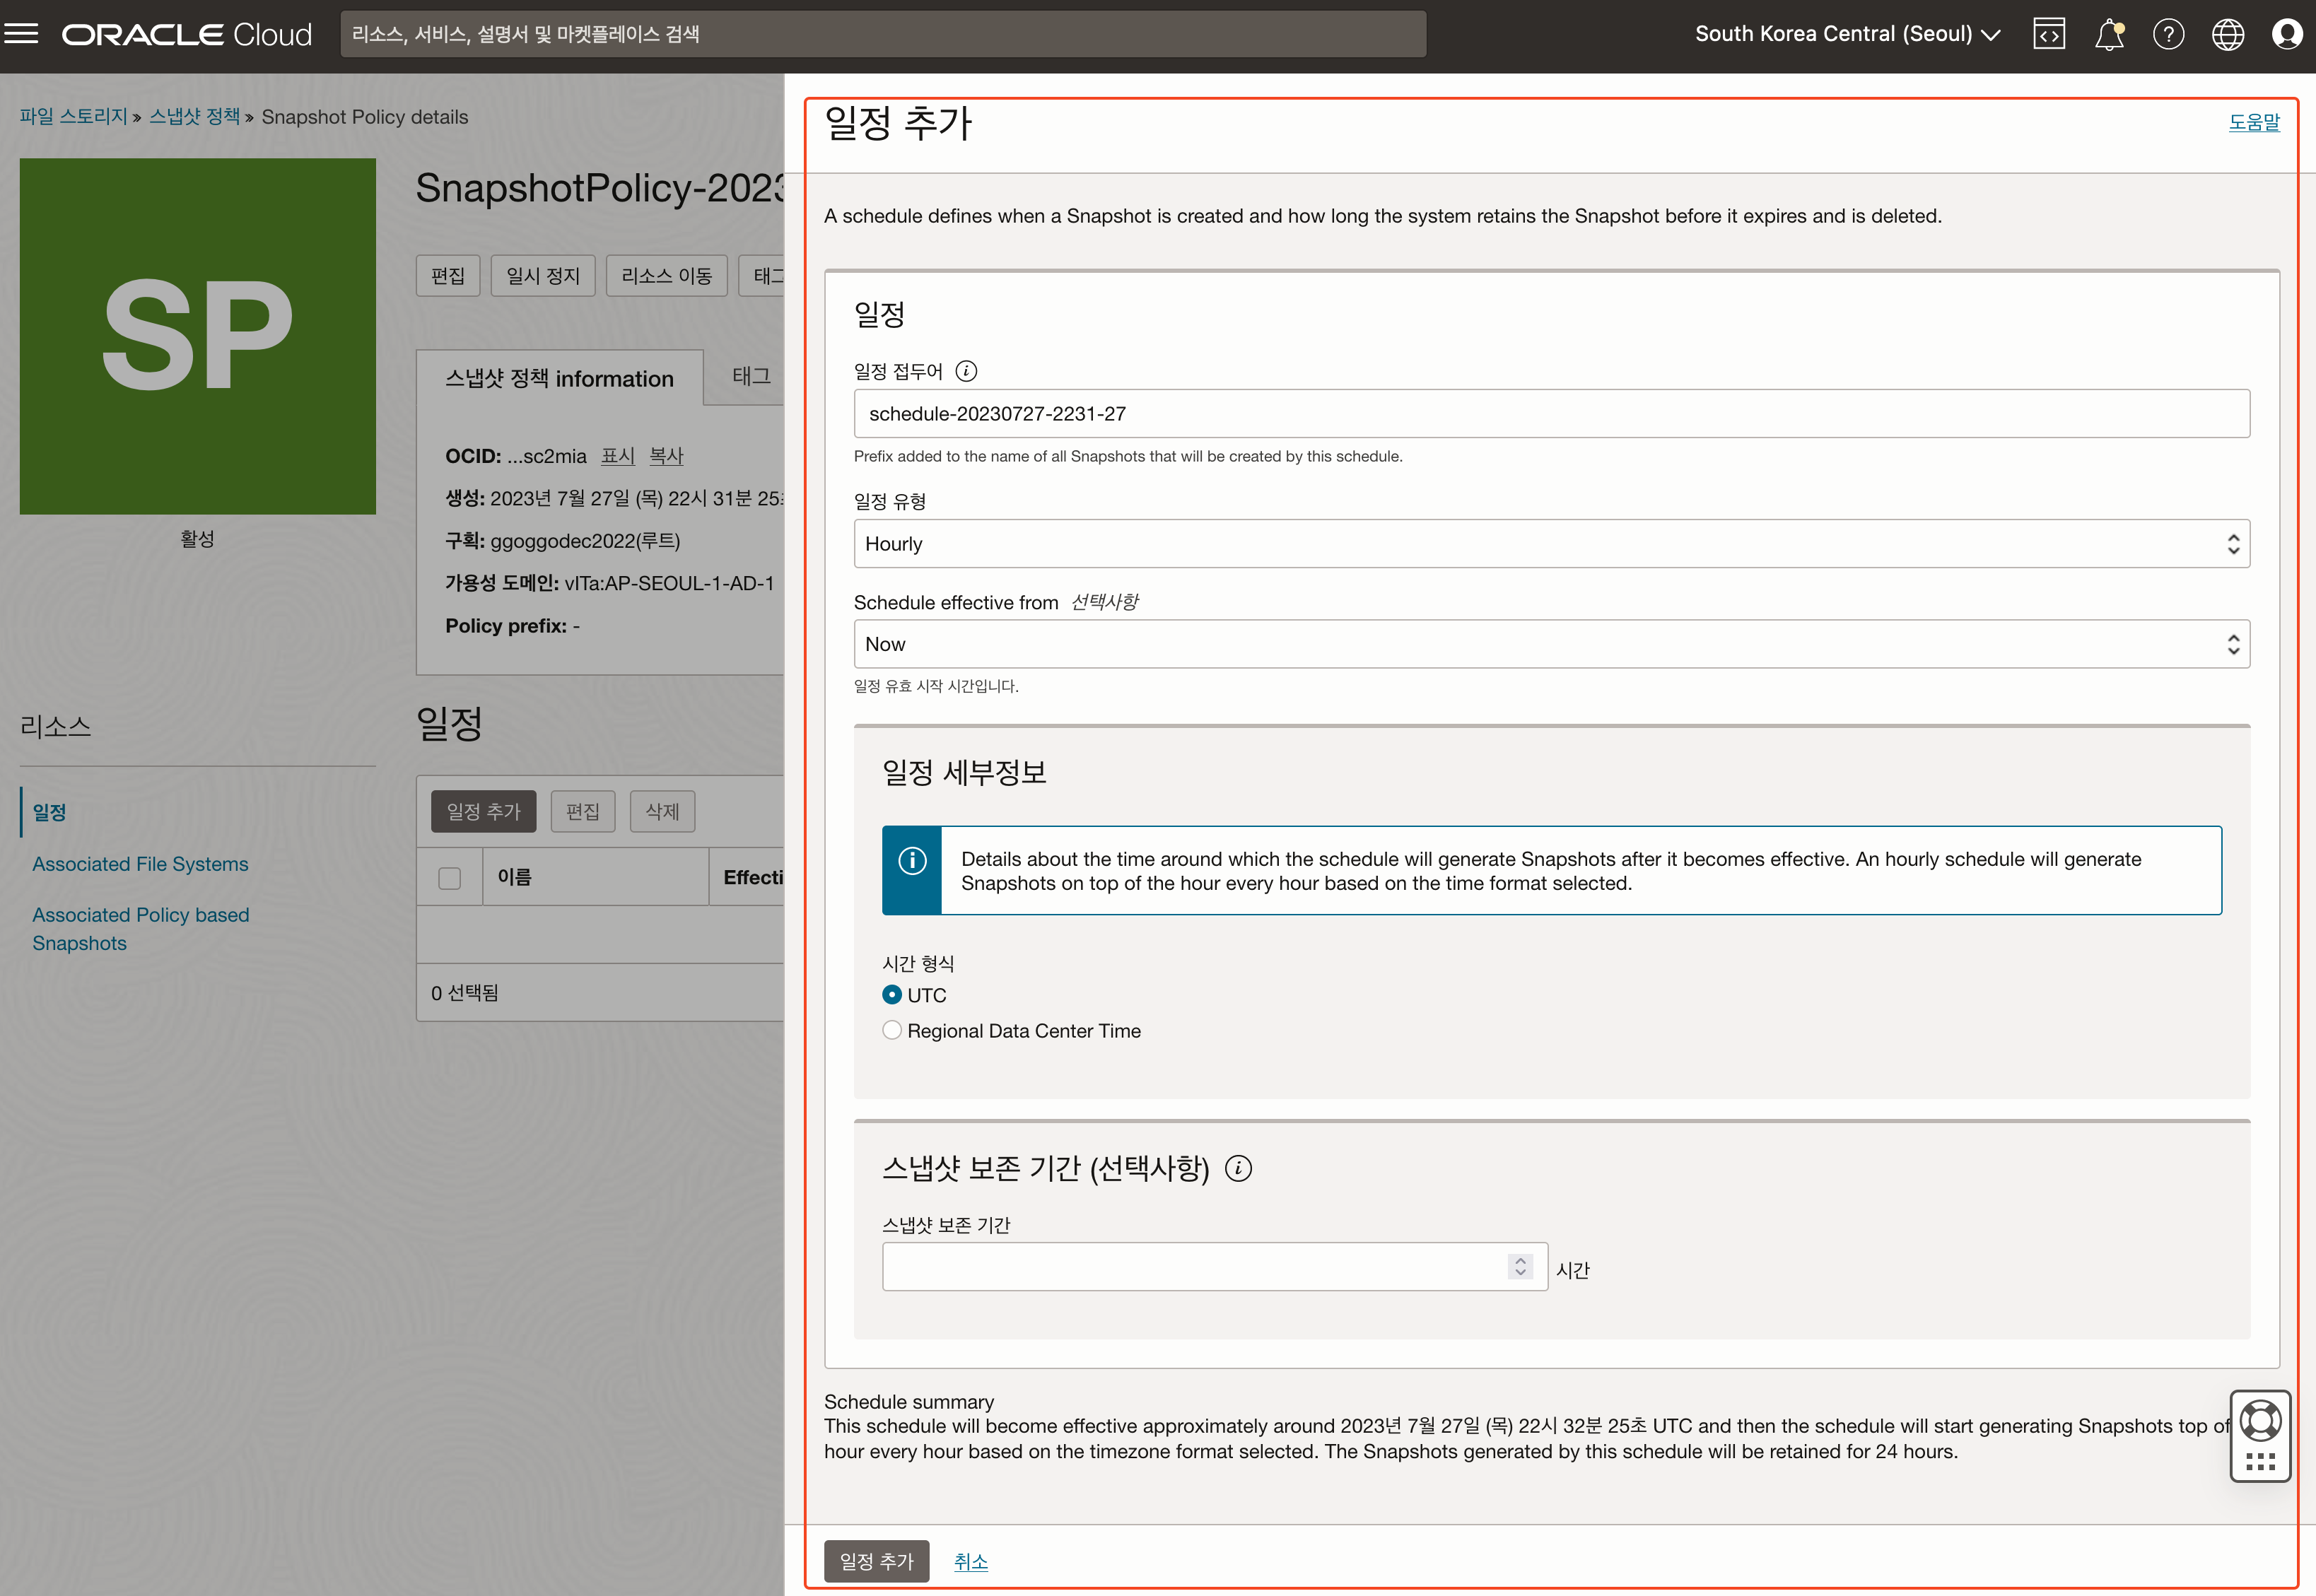 ORACLE Cloud
리소스, 서비스, 설명서 및 마켓플레이스 검색
South Korea Central (Seoul)
파일 스토리지 » 스냅샷 정책 » Snapshot Policy details
SP
활성
SnapshotPolicy-2023
편집
일시 정지
리소스 이동
스냅샷 정책 information
태그
OCID: ...sc2mia 표시 복사
생성: 2023년 7월 27일 (목) 22시 31분 25초
구획: ggoggodec2022(루트)
가용성 도메인: vITa:AP-SEOUL-1-AD-1
Policy prefix: -
리소스
일정
Associated File Systems
Associated Policy based
Snapshots
일정
일정 추가
편집
삭제
이름
0 선택됨
일정 추가
도움말
A schedule defines when a Snapshot is created and how long the system retains the Snapshot before it expires and is deleted.
일정
일정 접두어
schedule-20230727-2231-27
Prefix added to the name of all Snapshots that will be created by this schedule.
일정 유형
Hourly
Schedule effective from 선택사항
Now
일정 유효 시작 시간입니다.
일정 세부정보
Details about the time around which the schedule will generate Snapshots after it becomes effective. An hourly schedule will generate
Snapshots on top of the hour every hour based on the time format selected.
시간 형식
UTC
Regional Data Center Time
스냅샷 보존 기간 (선택사항)
스냅샷 보존 기간
시간
Schedule summary
This schedule will become effective approximately around 2023년 7월 27일 (목) 22시 32분 25초 UTC and then the schedule will start generating Snapshots top of
hour every hour based on the timezone format selected. The Snapshots generated by this schedule will be retained for 24 hours.
일정 추가
취소